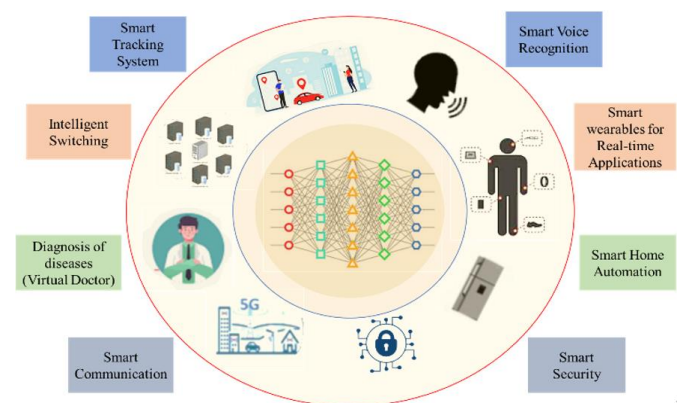 Smart
Tracking
System
Smart Voice
Recognition
Intelligent
Switching
Smart
wearables for
Real-time
Applications
Diagnosis of
diseases
(Virtual Doctor)
Smart Home
Automation
5G
Smart
Communication
Smart
Security